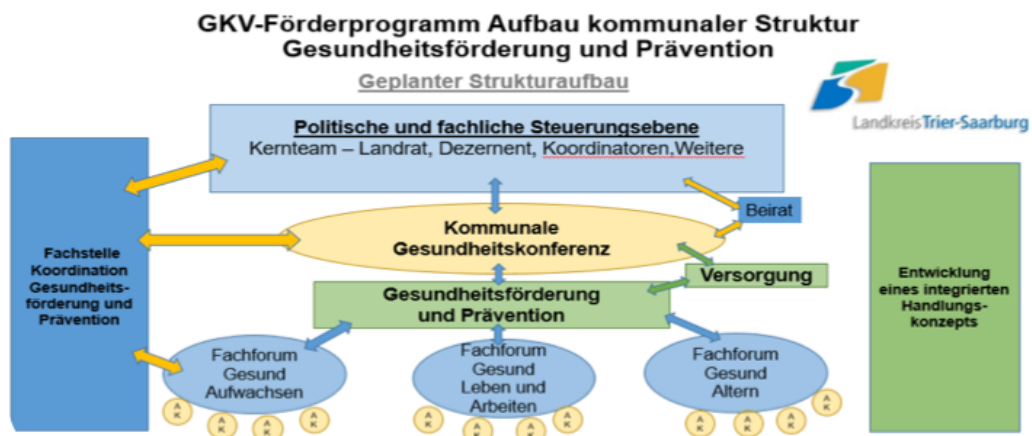 GKV-Förderprogramm Aufbau kommunaler Struktur
Gesundheitsförderung und Prävention
Geplanter Strukturaufbau
LandkreisTrier-Saarburg
Politische und fachliche Steuerungsebene
Kernteam – Landrat, Dezernent, Koordinatoren,Weitere
Beirat
Kommunale
Gesundheitskonferenz
Versorgung
Fachstelle
Koordination
Gesundheits-
förderung und
Prävention
Gesundheitsförderung
und Prävention
Entwicklung
eines integrierten
Handlungs-
konzepts
Fachforum
Gesund
Aufwachsen
Fachforum
Gesund
Leben und
Arbeiten
Fachforum
Gesund
Altern
A
K
A
K
A
K
A
K
A
K
A
K
A
K
A
K
A
K
A
K
A
K
A
K